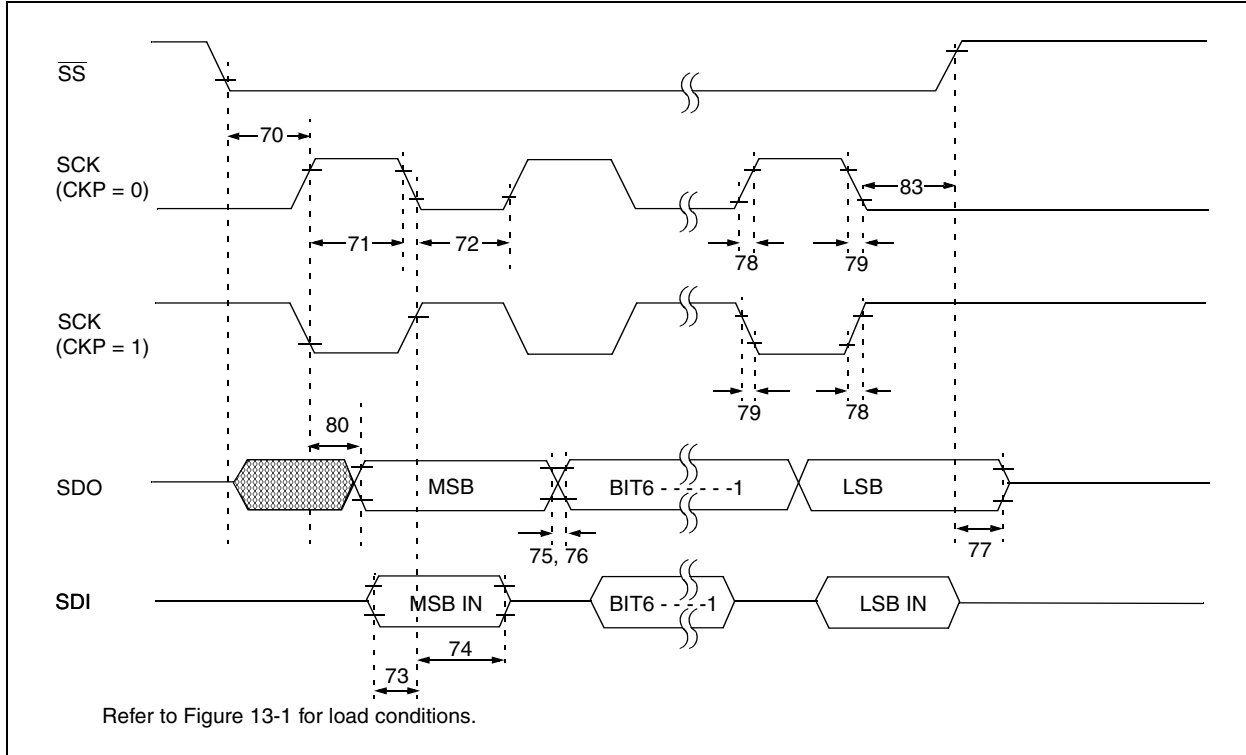 SS
70
SCK
(CKP = 0)
83
71
72
78
79
SCK
(CKP = 1)
79
78
80
SDO
MSB
BIT6 - - - - - -1
LSB
75, 76
77
SDI
MSB IN
BIT6 - - - -1
LSB IN
74
73
Refer to Figure 13-1 for load conditions.